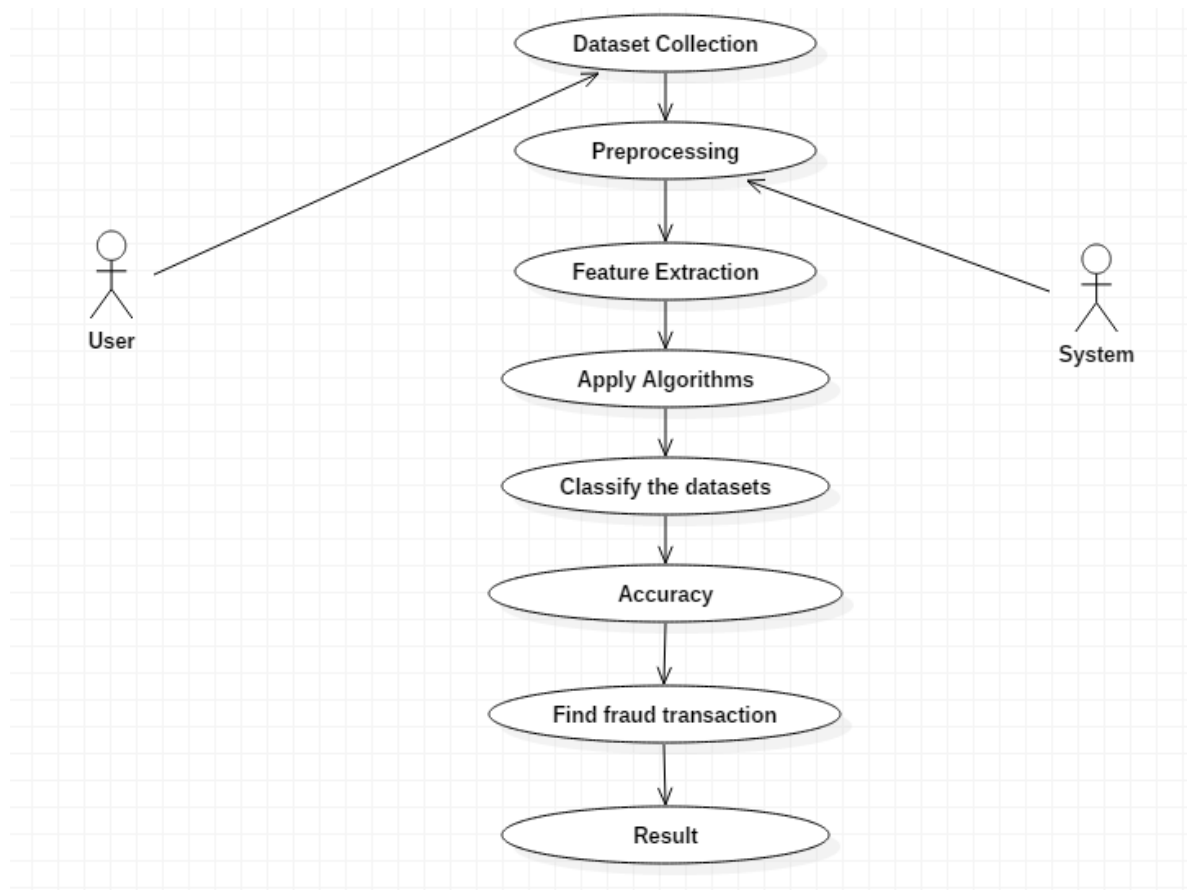 Dataset Collection
Preprocessing
Feature Extraction
User
System
Apply Algorithms
Classify the datasets
Accuracy
Find fraud transaction
Result